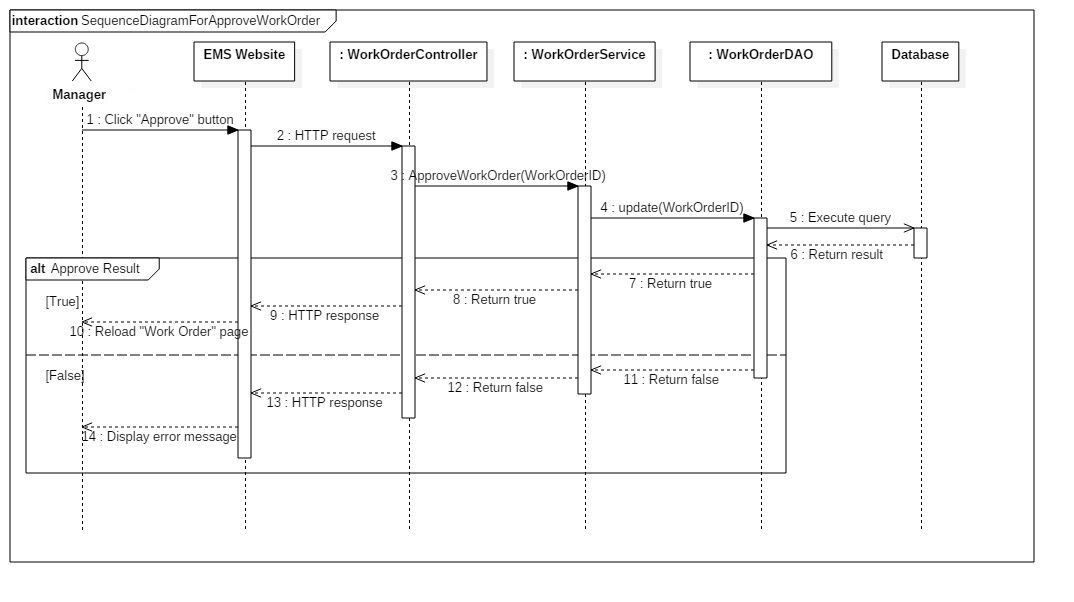 interaction SequenceDiagramForApproveWorkOrder
Manager
EMS Website
: WorkOrderController
: WorkOrderService
: WorkOrderDAO
Database
1 : Click "Approve" button
2 : HTTP request
3 : ApproveWorkOrder(WorkOrderID)
4 : update(WorkOrderID)
5 : Execute query
6 : Return result
alt Approve Result
[True]
7 : Return true
8 : Return true
9 : HTTP response
10 : Reload "Work Order" page
[False]
11 : Return false
12 : Return false
13 : HTTP response
14 : Display error message